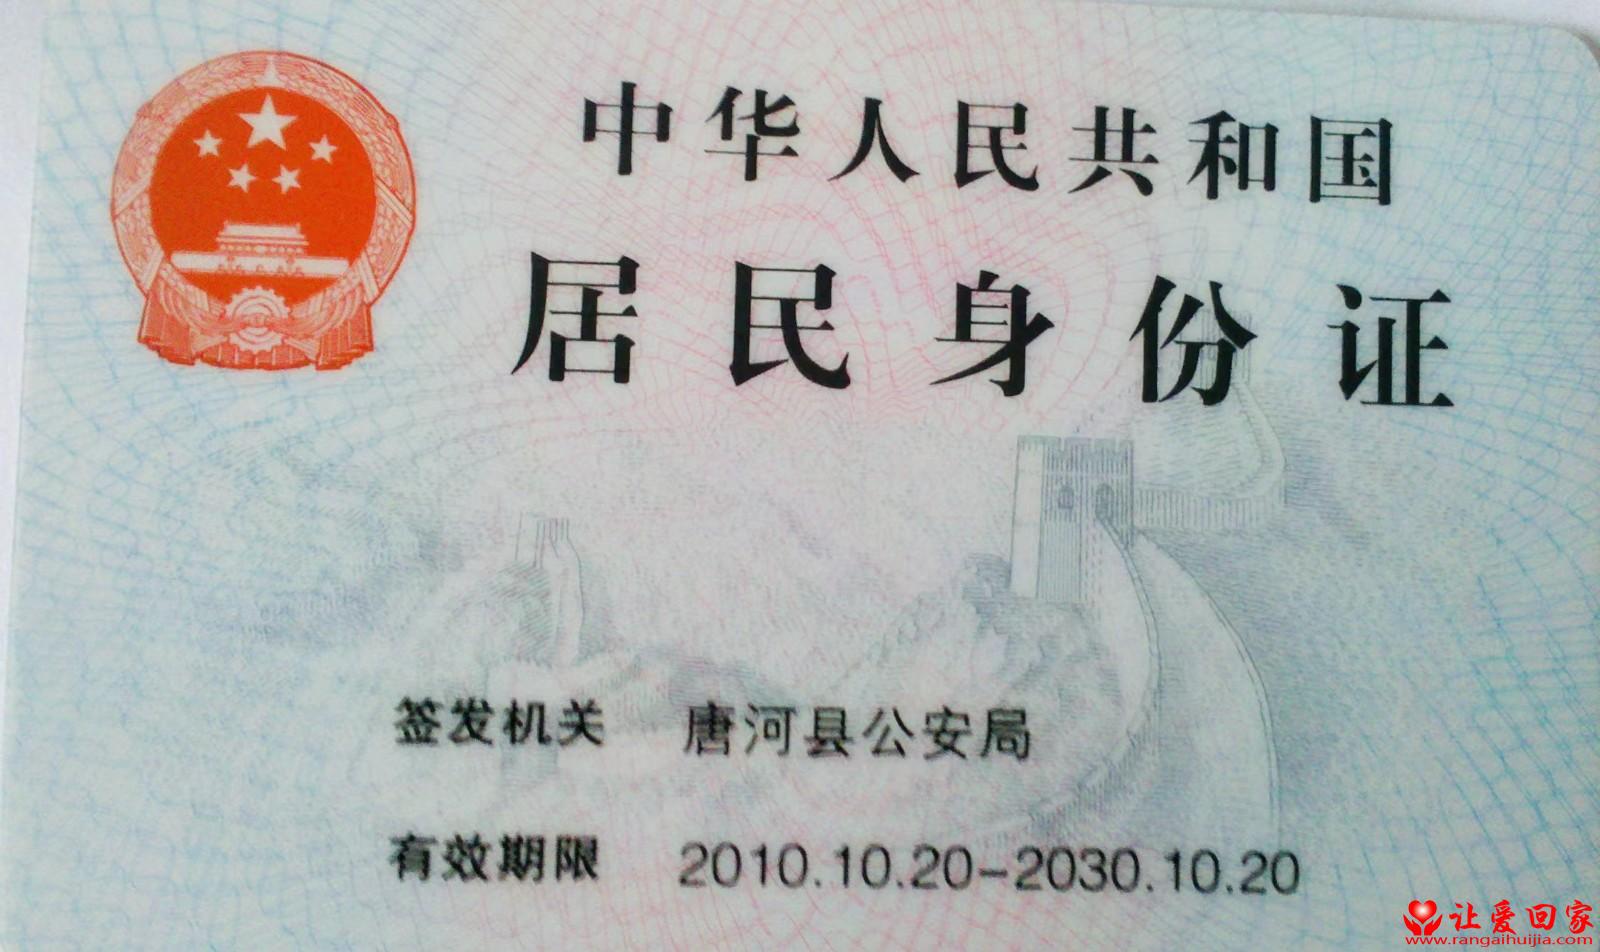 中华人民共和国
居民身份证
签发机关 唐河县公安局
有效期限 2010.10.20-2030.10.20
让爱回家
www.rangaihuijia.com